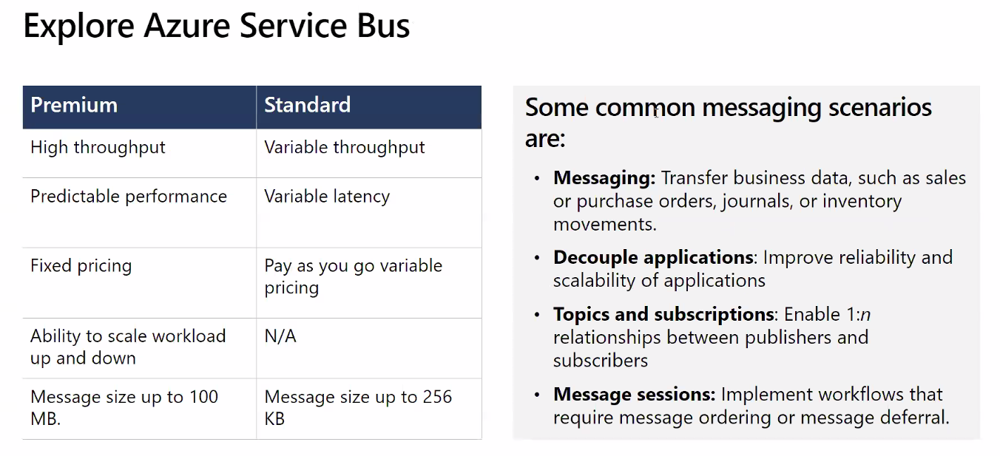 Explore Azure Service Bus
Premium Standard
High throughput Variable throughput
Predictable performance Variable latency
Fixed pricing Pay as you go variable
pricing
Ability to scale workload N/A
up and down
Message size up to 100 Message size up to 256
MB. KB
Some common messaging scenarios
are:
• Messaging: Transfer business data, such as sales
or purchase orders, journals, or inventory
movements.
• Decouple applications: Improve reliability and
scalability of applications
• Topics and subscriptions: Enable 1:n
relationships between publishers and
subscribers
• Message sessions: Implement workflows that
require message ordering or message deferral.